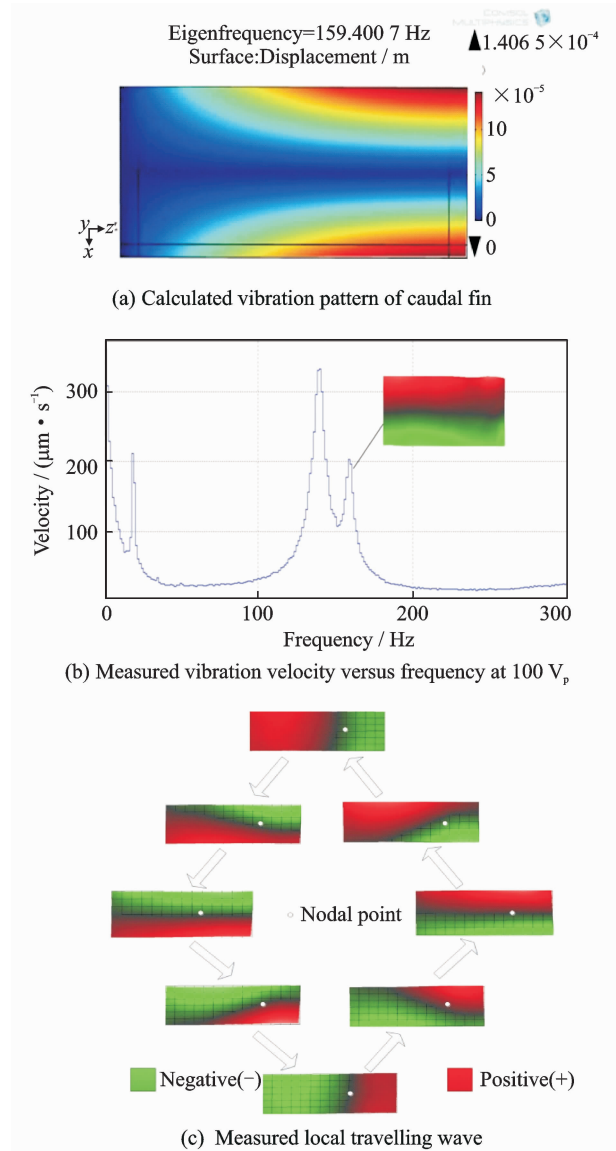 COMSOL
MULTIPHYSICS
Eigenfrequency=159.400 7 Hz
Surface:Displacement / m
▲1.406 5×10⁻⁴
×10⁻⁵
10
5
0
▼ 0
y z
x
(a) Calculated vibration pattern of caudal fin
Velocity / (μm • s⁻¹)
300
200
100
0 100 200 300
Frequency / Hz
(b) Measured vibration velocity versus frequency at 100 Vₚ
Nodal point
Negative(−) Positive(+)
(c) Measured local travelling wave